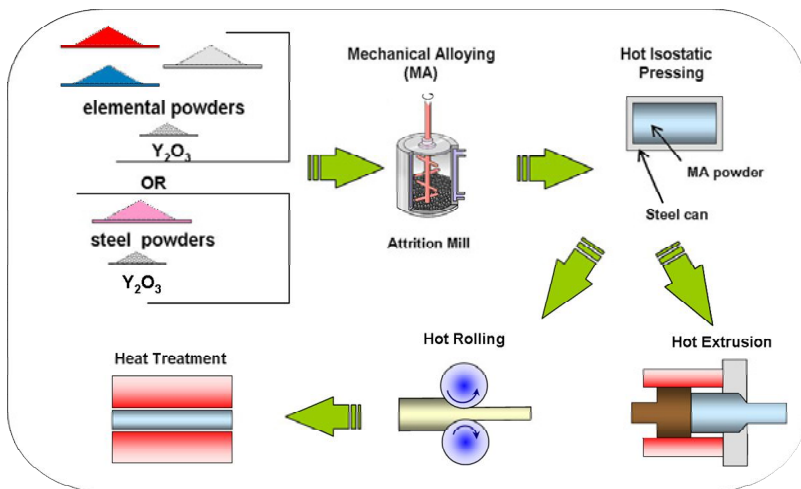 elemental powders
Y₂O₃
OR
steel powders
Y₂O₃
Mechanical Alloying
(MA)
Attrition Mill
Hot Isostatic
Pressing
MA powder
Steel can
Heat Treatment
Hot Rolling
Hot Extrusion